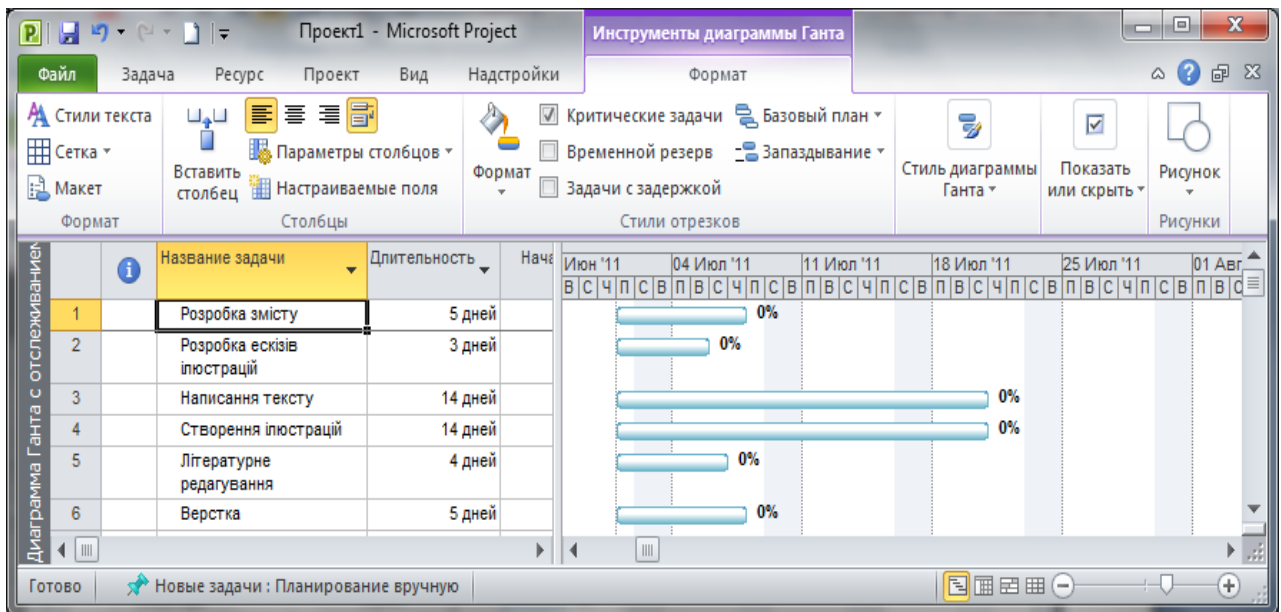 Проект1 - Microsoft Project
Инструменты диаграммы Ганта
Файл Задача Ресурс Проект Вид Надстройки Формат
Стили текста
Сетка
Макет
Формат
Вставить столбец
Параметры столбцов
Настраиваемые поля
Столбцы
Формат
Критические задачи
Временной резерв
Задачи с задержкой
Базовый план
Запаздывание
Стили отрезков
Стиль диаграммы
Ганта
Показать
или скрыть
Рисунок
Рисунки
Диаграмма Ганта с отслеживанием
Название задачи Длительность Нача
Июн '11 04 Июл '11 11 Июл '11 18 Июл '11 25 Июл '11 01 Авг
В С Ч П С В П В С Ч П С В П В С Ч П С В П В С Ч П С В П В С Ч П С В П В С
1 Розробка змісту 5 дней 0%
2 Розробка ескізів
ілюстрацій 3 дней 0%
3 Написання тексту 14 дней 0%
4 Створення ілюстрацій 14 дней 0%
5 Літературне
редагування 4 дней 0%
6 Верстка 5 дней 0%
Готово Новые задачи : Планирование вручную